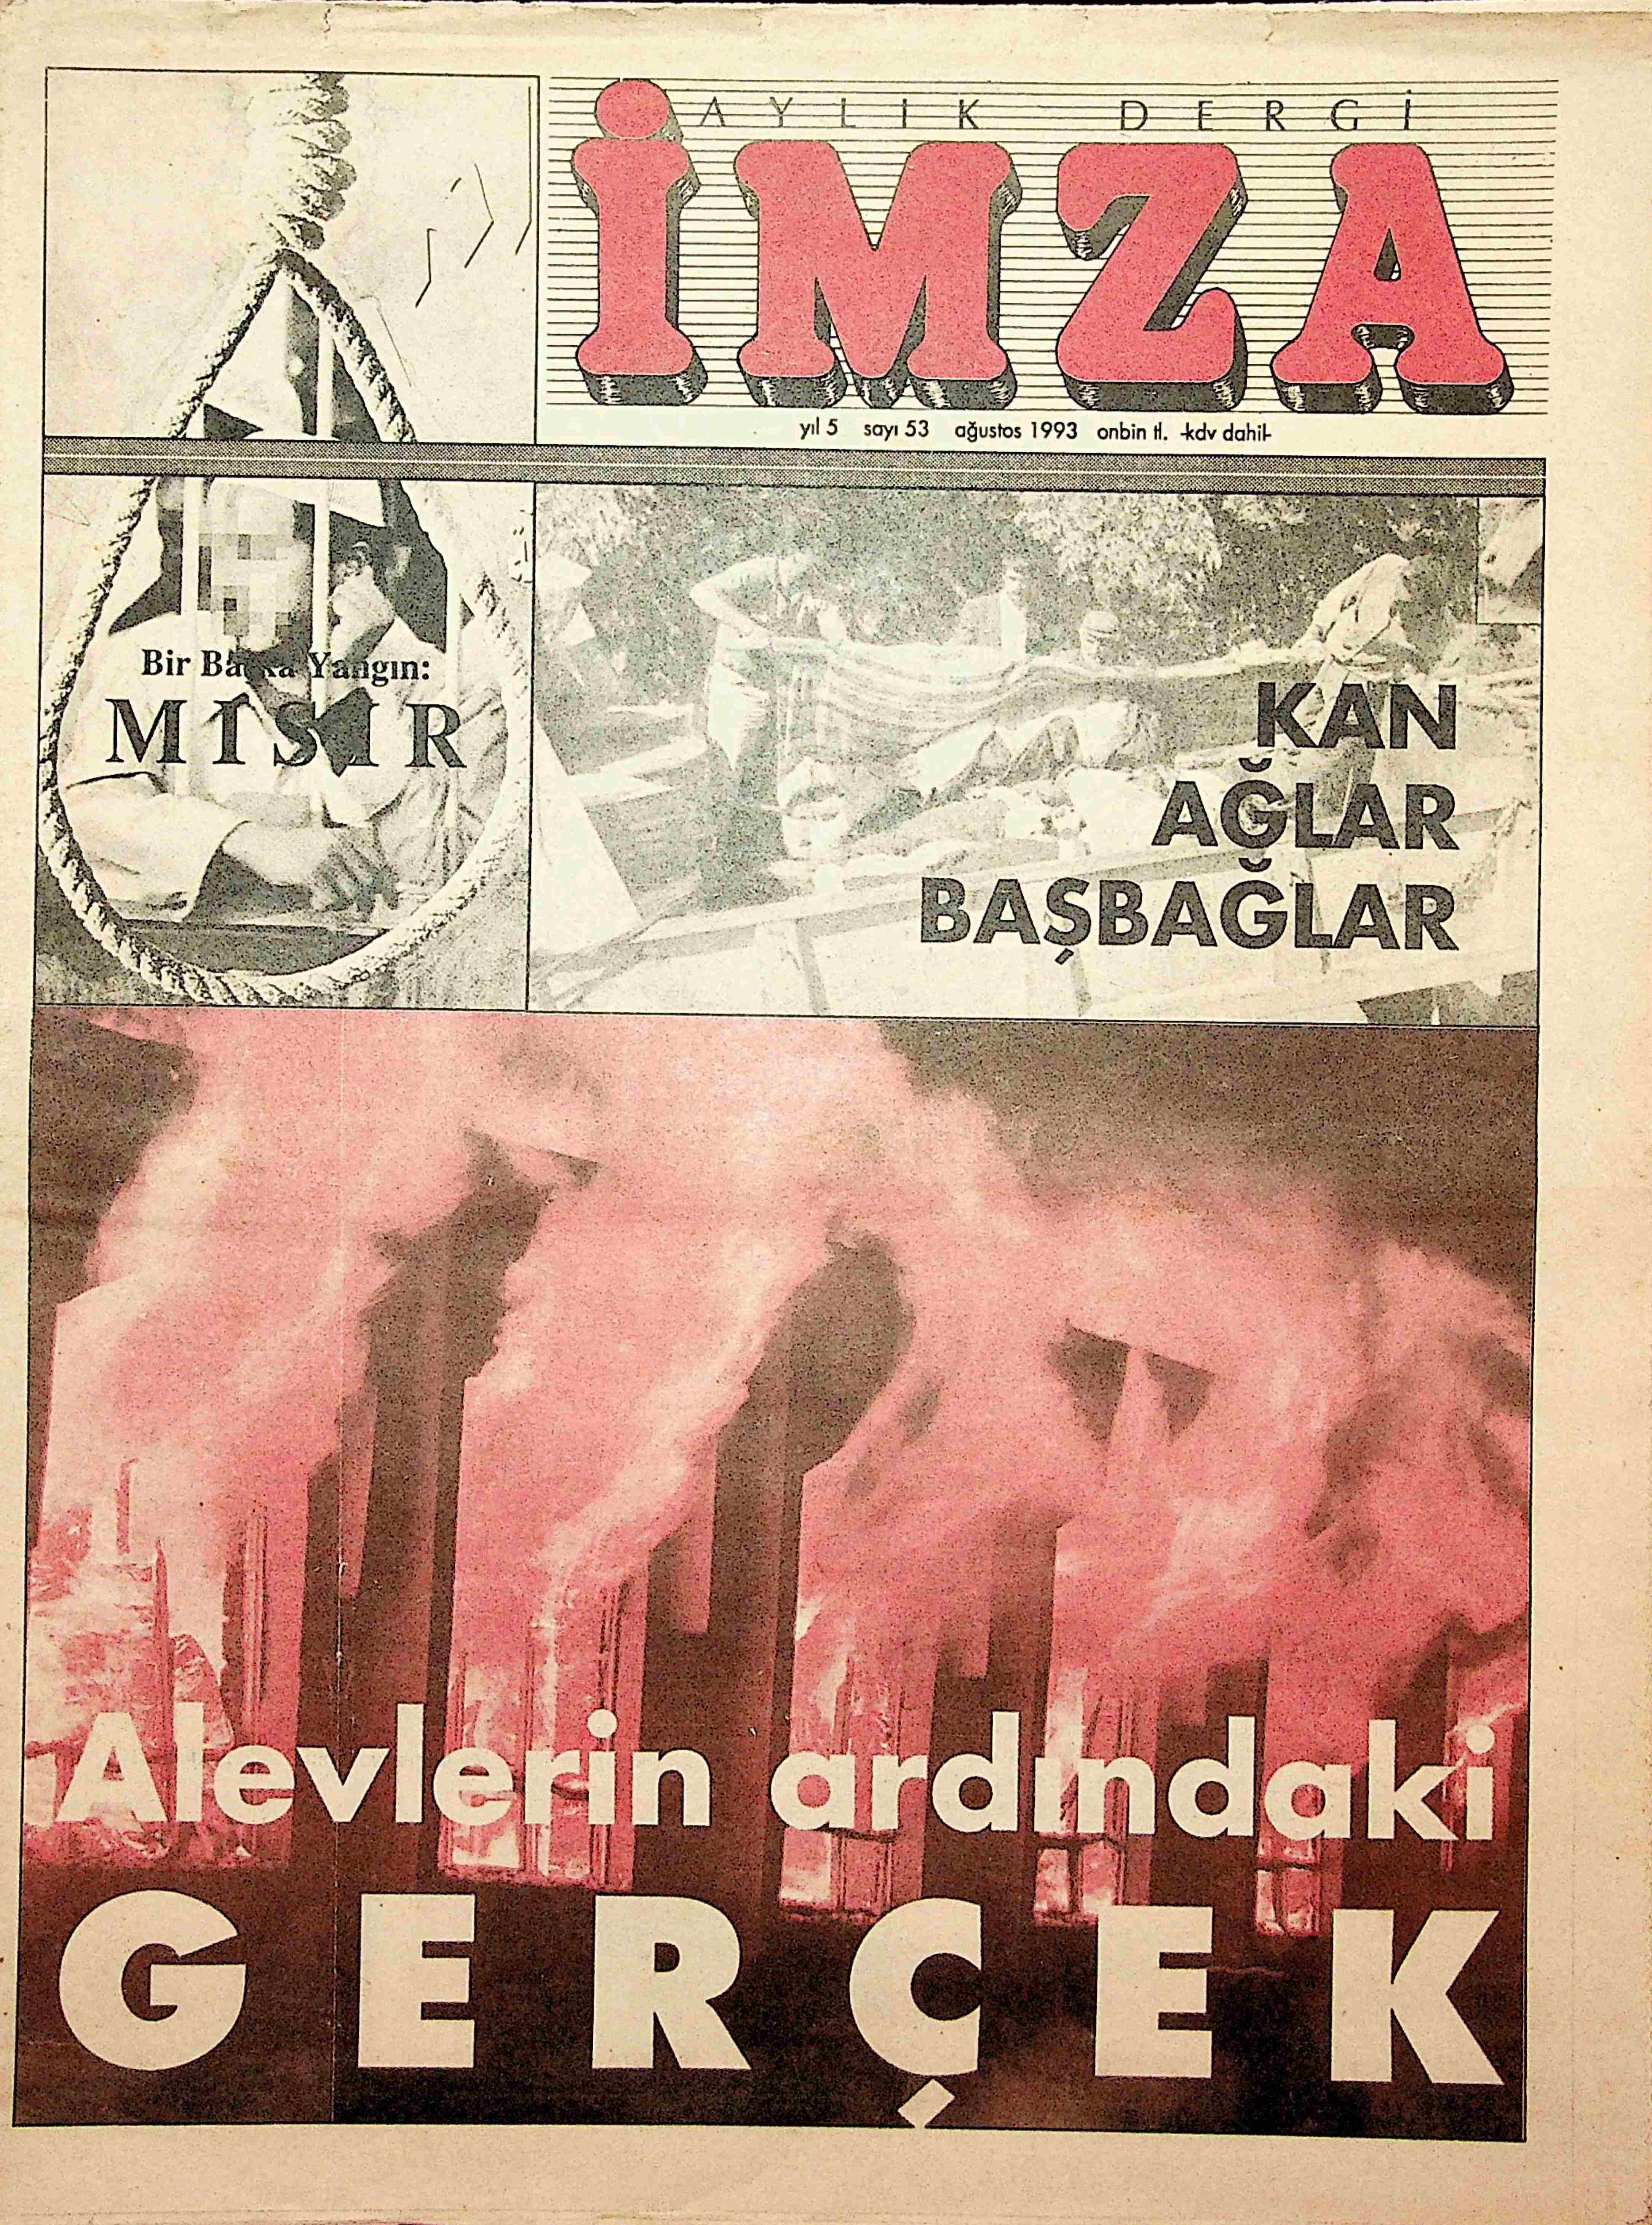 AYLIK DERGİ
İMZA
yıl 5 sayı 53 ağustos 1993 onbin tl. -kdv dahil-
Bir Başka Yangın:
MISIR
KAN
AĞLAR
BAŞBAĞLAR
Alevlerin ardındaki
GERÇEK